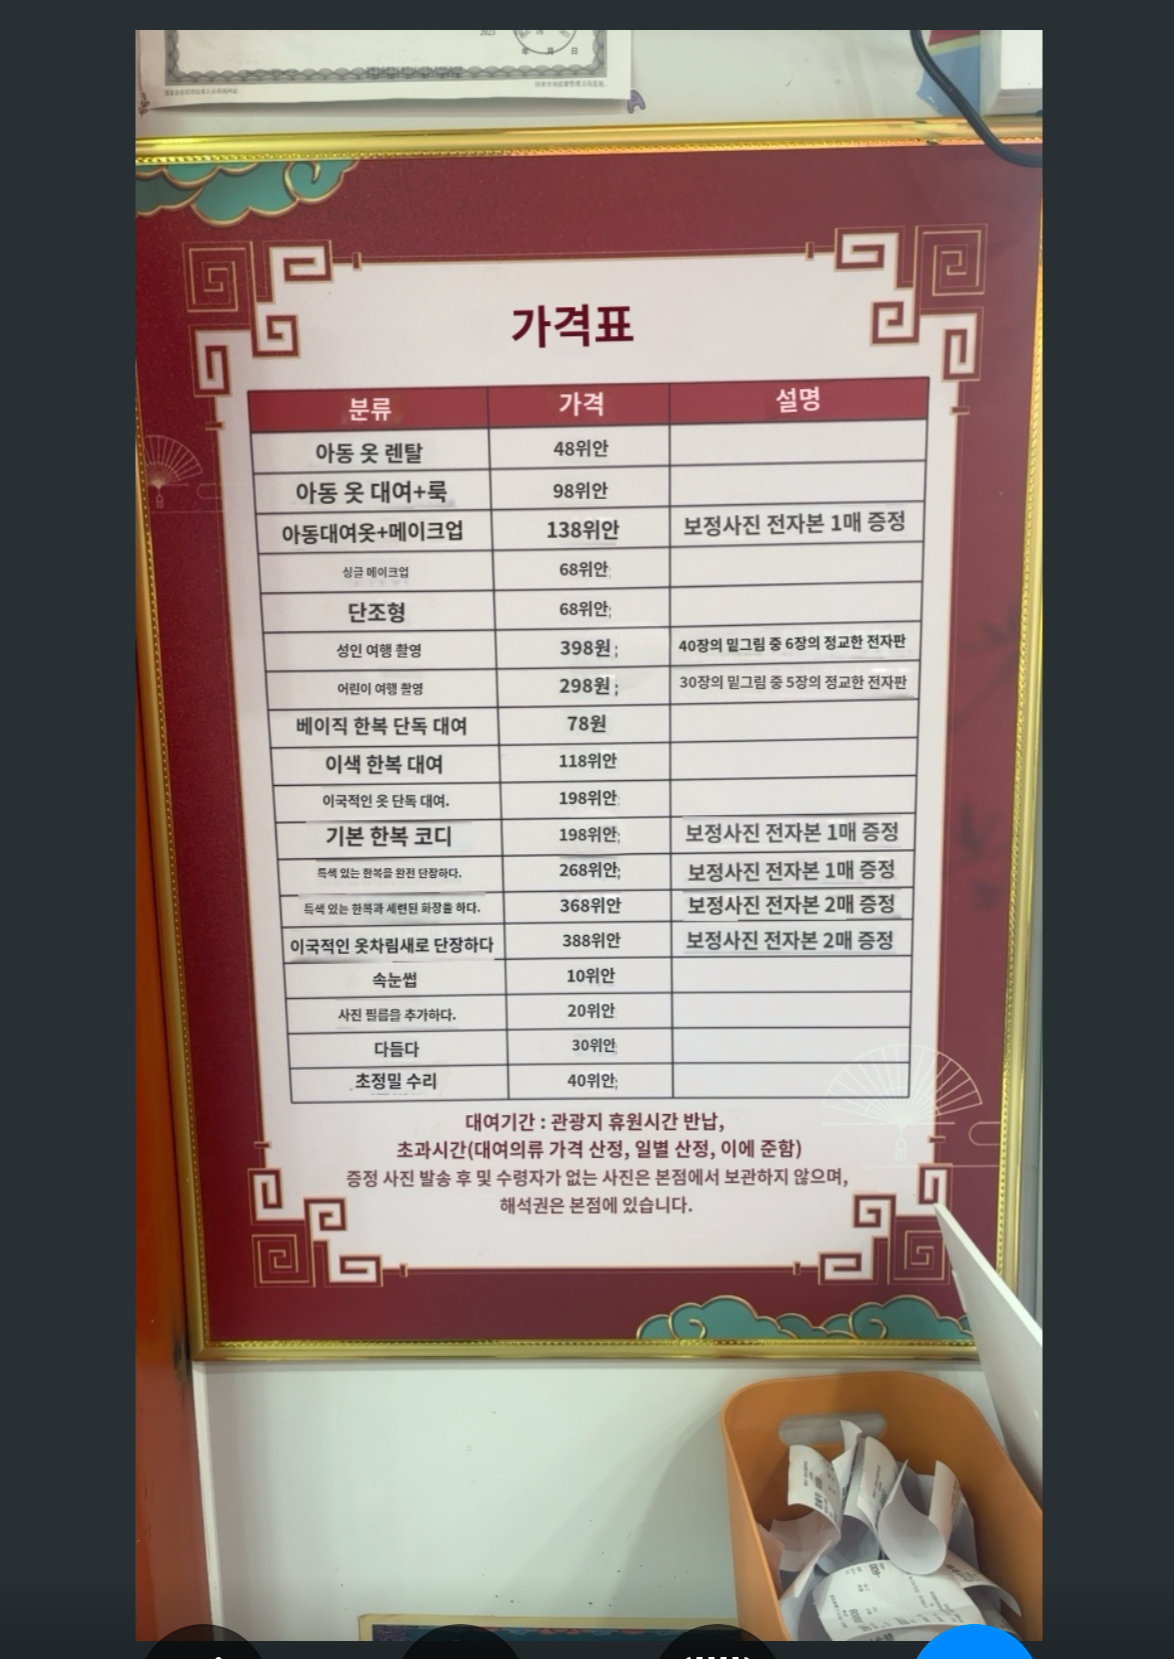 2023
年 月 日
가격표
분류 가격 설명
아동 옷 렌탈 48위안
아동 옷 대여+룩 98위안
아동대여옷+메이크업 138위안 보정사진 전자본 1매 증정
싱글 메이크업 68위안;
단조형 68위안;
성인 여행 촬영 398원; 40장의 밑그림 중 6장의 정교한 전자판
어린이 여행 촬영 298원; 30장의 밑그림 중 5장의 정교한 전자판
베이직 한복 단독 대여 78원
이색 한복 대여 118위안
이국적인 옷 단독 대여. 198위안;
기본 한복 코디 198위안; 보정사진 전자본 1매 증정
특색 있는 한복을 완전 단장하다. 268위안; 보정사진 전자본 1매 증정
특색 있는 한복과 세련된 화장을 하다. 368위안 보정사진 전자본 2매 증정
이국적인 옷차림새로 단장하다 388위안 보정사진 전자본 2매 증정
속눈썹 10위안
사진 필름을 추가하다. 20위안
다듬다 30위안;
초정밀 수리 40위안;
대여기간 : 관광지 휴원시간 반납,
초과시간(대여의류 가격 산정, 일별 산정, 이에 준함)
증정 사진 발송 후 및 수령자가 없는 사진은 본점에서 보관하지 않으며,
해석권은 본점에 있습니다.